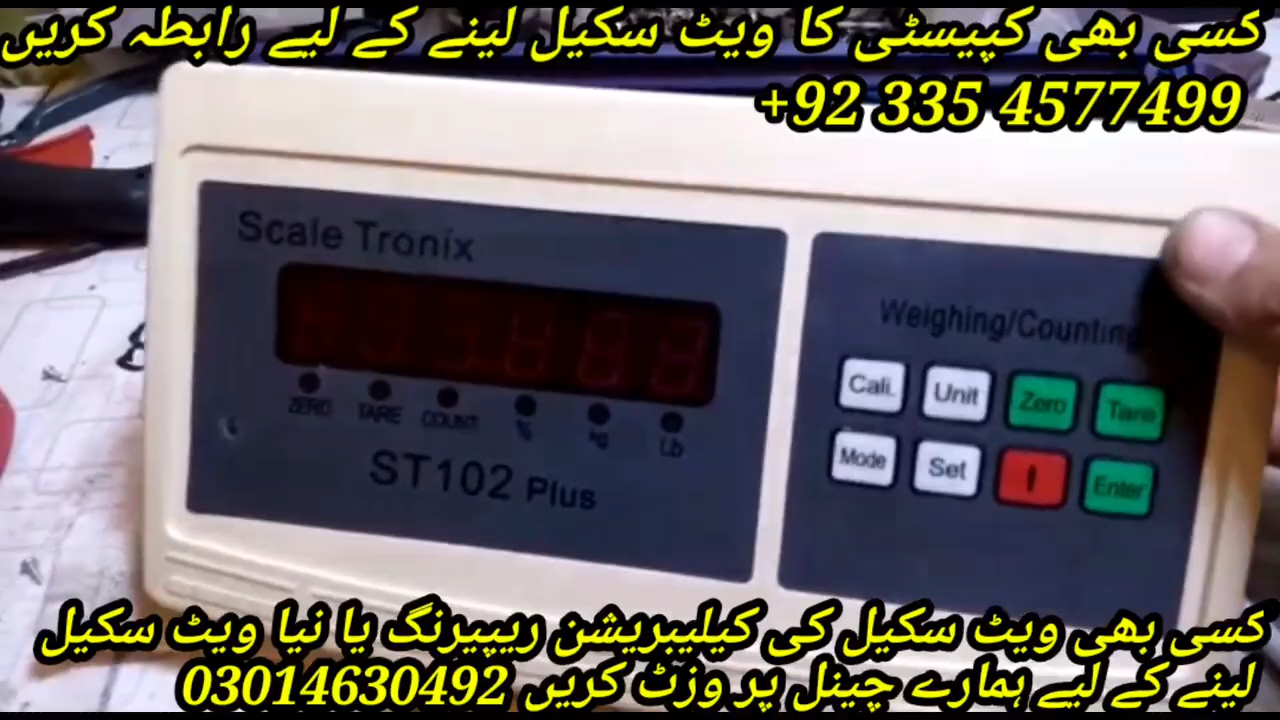 کسی بھی کپیسٹی کا ویٹ سکیل لینے کے لیے رابطہ کریں
+92 335 4577499
Scale Tronix
ZERO TARE COUNT % kg Lb
ST102 Plus
Weighing/Counting
Cali. Unit Zero Tare
Mode Set Enter
کسی بھی ویٹ سکیل کی کیلیبریشن ریپیرنگ یا نیا ویٹ سکیل
لینے کے لیے ہمارے چینل پر وزٹ کریں 03014630492